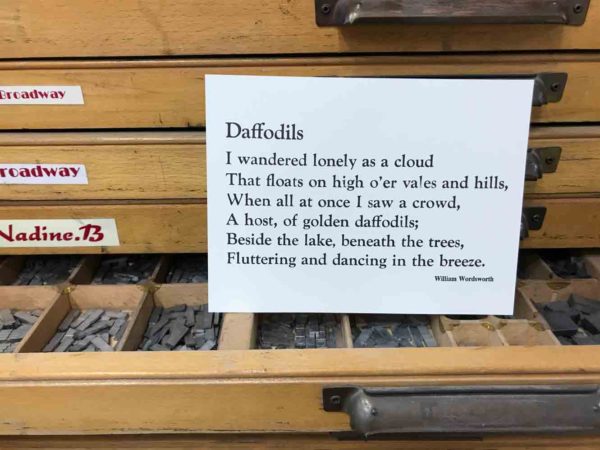 Broadway
roadway
Nadine.B
Daffodils
I wandered lonely as a cloud
That floats on high o'er vales and hills,
When all at once I saw a crowd,
A host, of golden daffodils;
Beside the lake, beneath the trees,
Fluttering and dancing in the breeze.
William Wordsworth